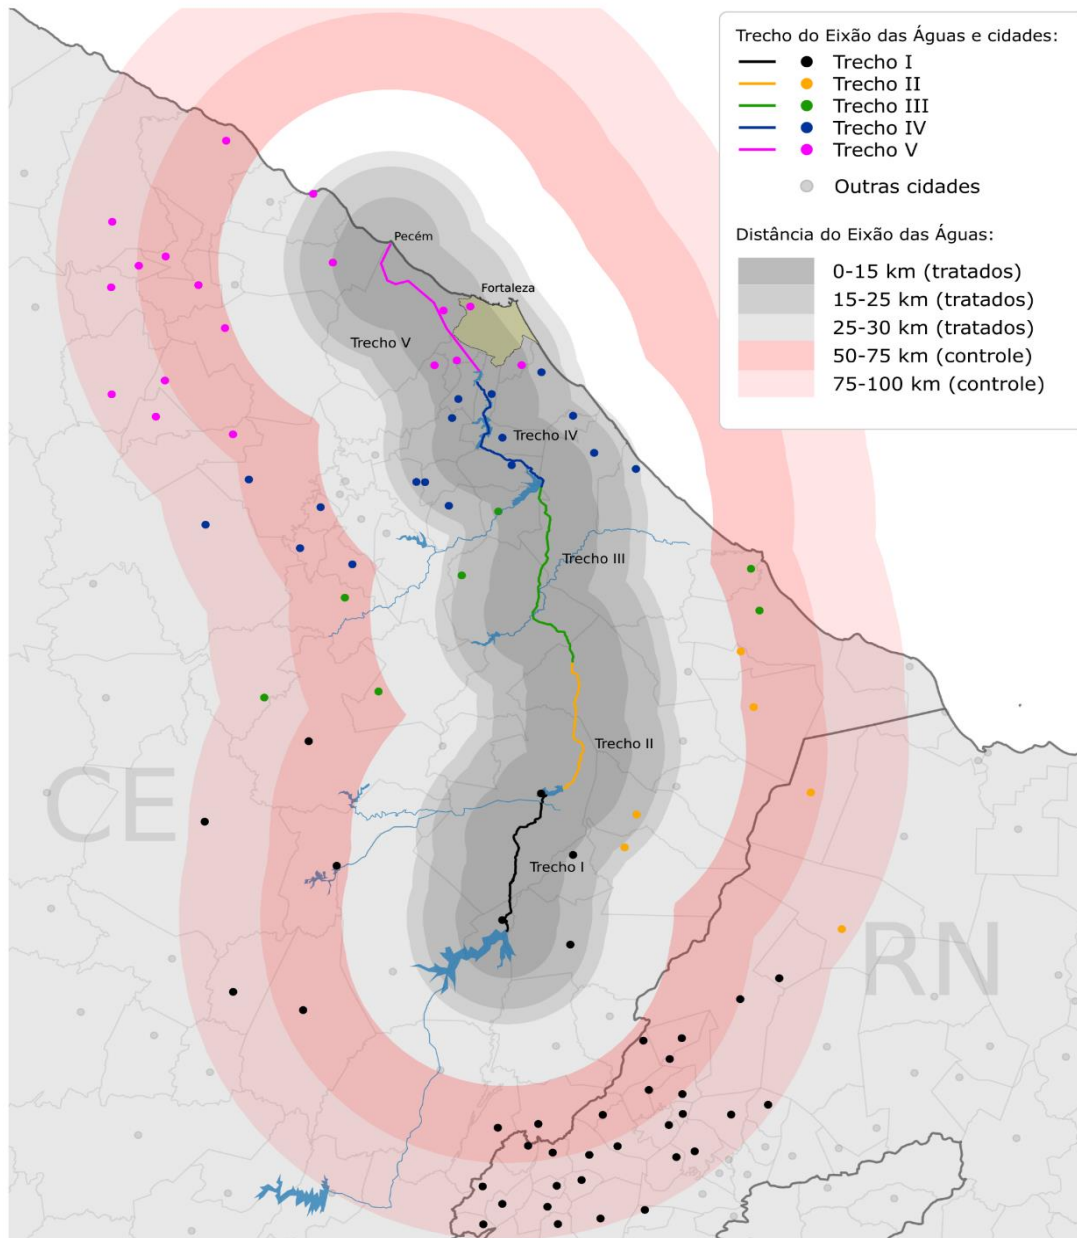 Trecho do Eixão das Águas e cidades:
Trecho I
Trecho II
Trecho III
Trecho IV
Trecho V
Outras cidades
Distância do Eixão das Águas:
0-15 km (tratados)
15-25 km (tratados)
25-30 km (tratados)
50-75 km (controle)
75-100 km (controle)
Pecém
Fortaleza
Trecho V
Trecho IV
Trecho III
Trecho II
CE
Trecho I
RN